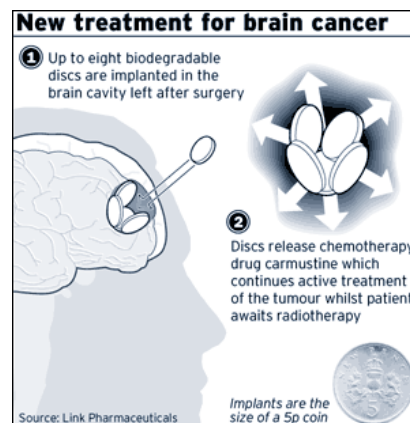 New treatment for brain cancer
1 Up to eight biodegradable
discs are implanted in the
brain cavity left after surgery
2
Discs release chemotherapy
drug carmustine which
continues active treatment
of the tumour whilst patient
awaits radiotherapy
Implants are the
size of a 5p coin
5
Source: Link Pharmaceuticals